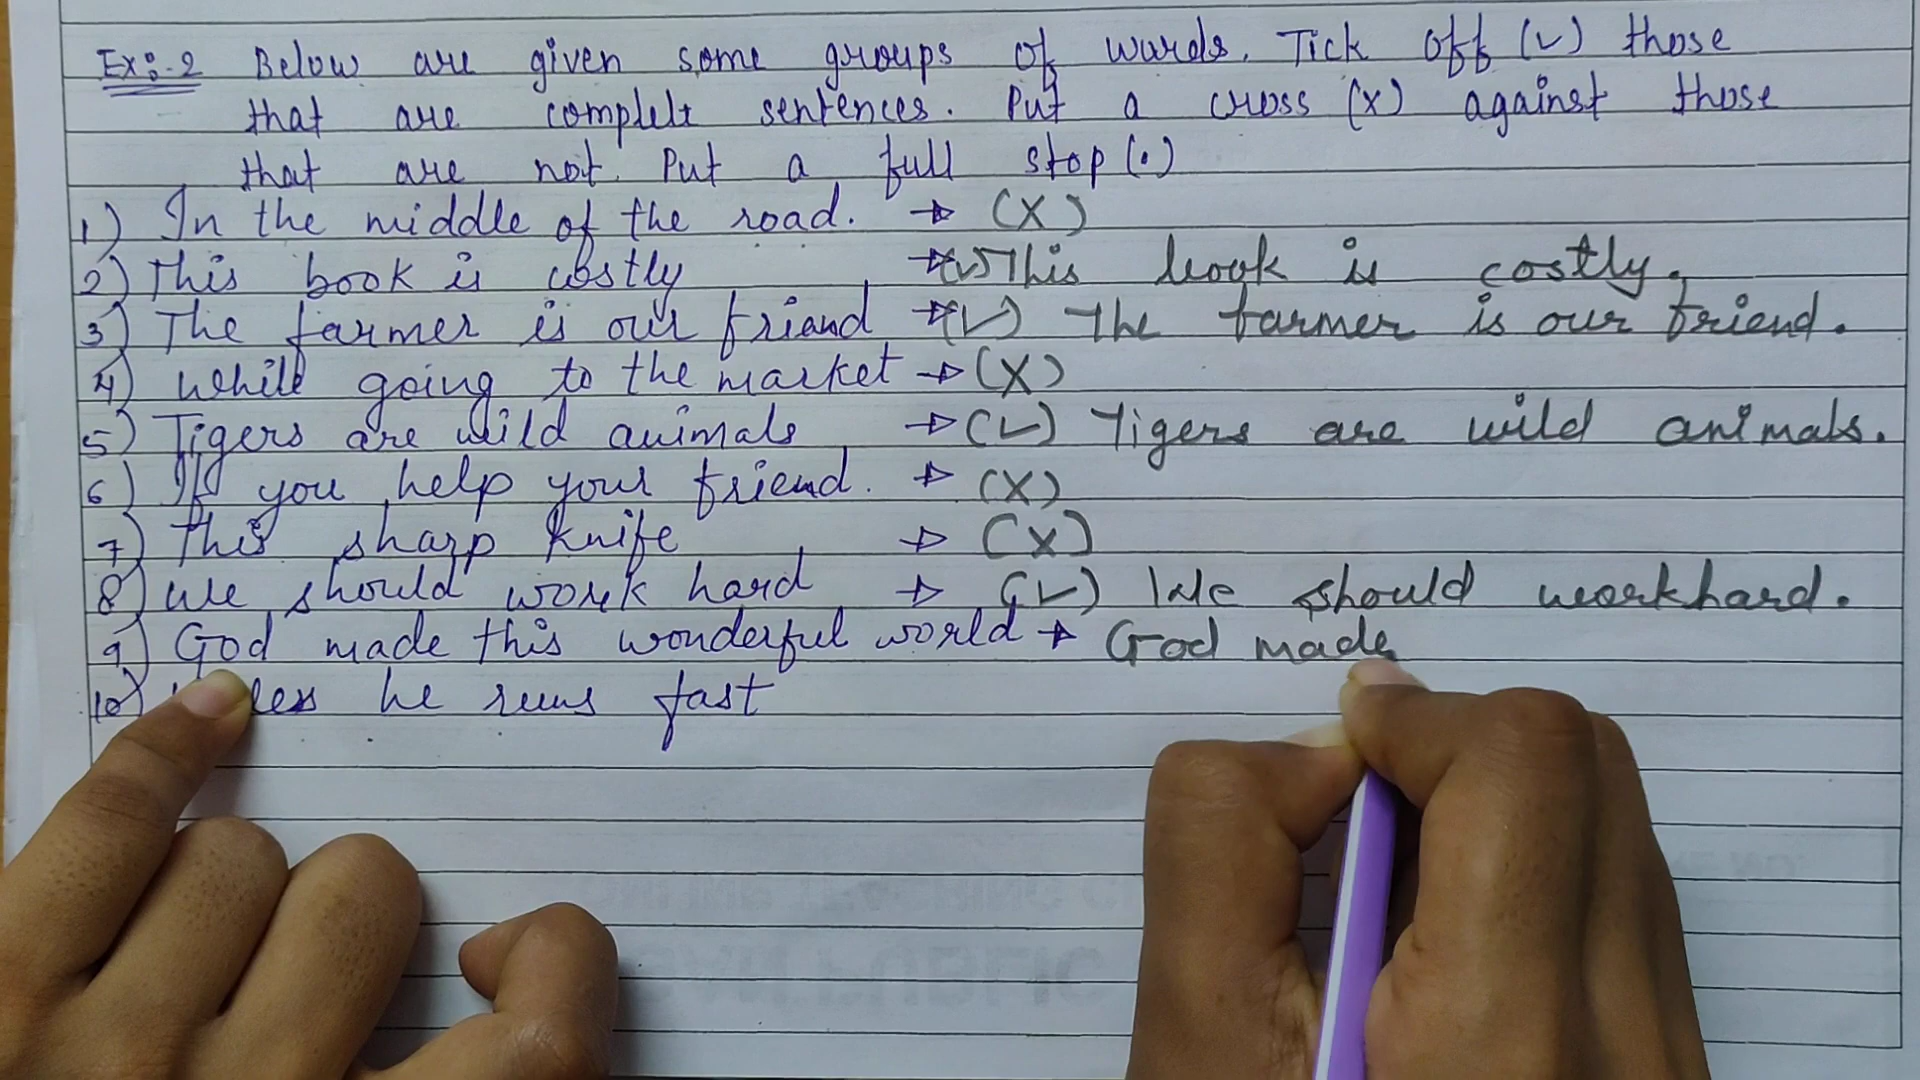 Ex:-2 Below are given some groups of words. Tick off (✓) those
that are complete sentences. Put a cross (x) against those
that are not. Put a full stop (.)
1) In the middle of the road. → (X)
2) This book is costly → (✓) This book is costly.
3) The farmer is our friend → (✓) The farmer is our friend.
4) While going to the market → (X)
5) Tigers are wild animals → (✓) Tigers are wild animals.
6) If you help your friend. → (X)
7) This sharp knife → (X)
8) We should work hard → (✓) We should work hard.
9) God made this wonderful world → God made
10) he runs fast